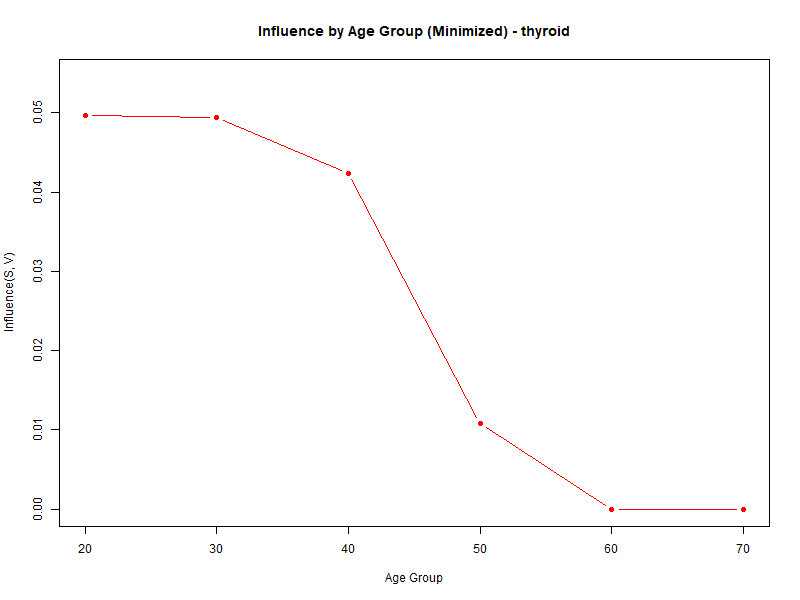 Influence by Age Group (Minimized) - thyroid
Influence(S, V)
0.05
0.04
0.03
0.02
0.01
0.00
20 30 40 50 60 70
Age Group